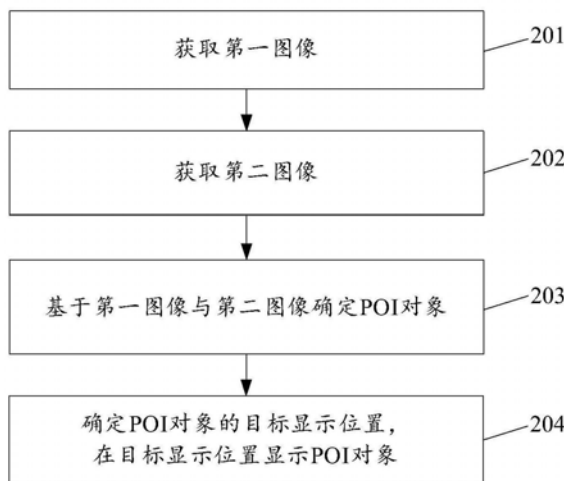 获取第一图像
201
获取第二图像
202
基于第一图像与第二图像确定POI对象
203
确定POI对象的目标显示位置，
在目标显示位置显示POI对象
204